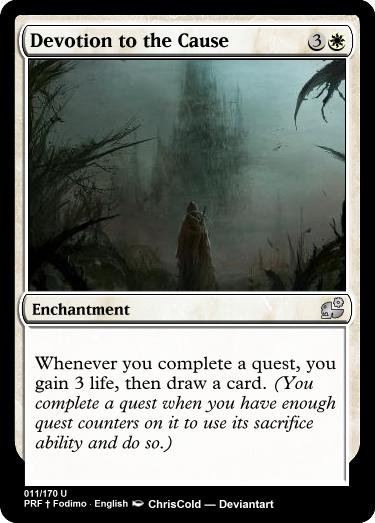 Devotion to the Cause 3
Enchantment
Whenever you complete a quest, you
gain 3 life, then draw a card. (You
complete a quest when you have enough
quest counters on it to use its sacrifice
ability and do so.)
011/170 U
PRF † Fodimo · English ChrisCold — Deviantart